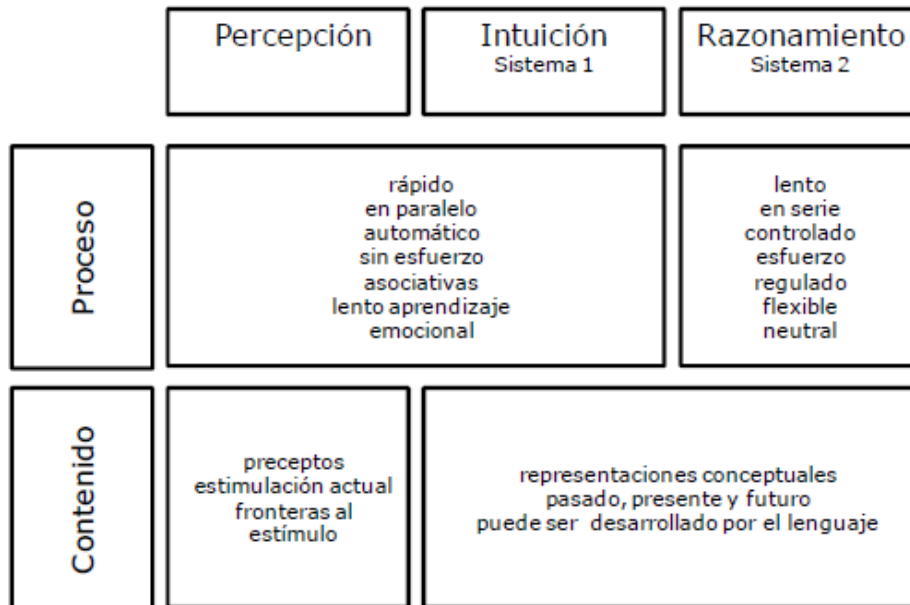 Percepción
Intuición
Sistema 1
Razonamiento
Sistema 2
Proceso
rápido
en paralelo
automático
sin esfuerzo
asociativas
lento aprendizaje
emocional
lento
en serie
controlado
esfuerzo
regulado
flexible
neutral
Contenido
preceptos
estimulación actual
fronteras al
estímulo
representaciones conceptuales
pasado, presente y futuro
puede ser desarrollado por el lenguaje